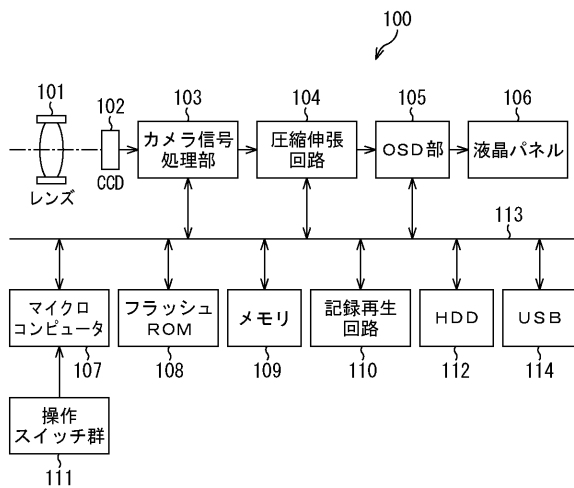 100
101
102
103
104
105
106
カメラ信号
処理部
圧縮伸張
回路
OSD部
液晶パネル
レンズ
CCD
113
マイクロ
コンピュータ
フラッシュ
ROM
メモリ
記録再生
回路
HDD
USB
107
108
109
110
112
114
操作
スイッチ群
111